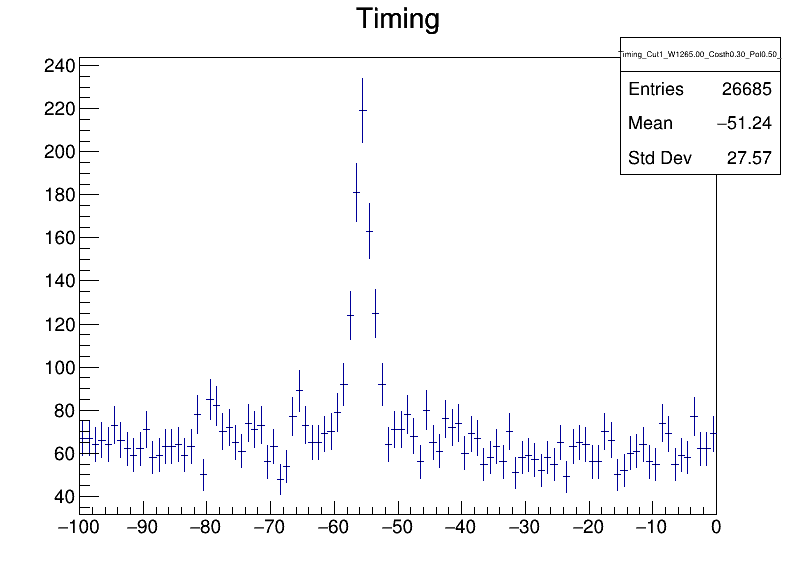 Timing
Timing_Cut1_W1265.00_Costh0.30_Pol0.50_
Entries 26685
Mean −51.24
Std Dev 27.57
240
220
200
180
160
140
120
100
80
60
40
−100 −90 −80 −70 −60 −50 −40 −30 −20 −10 0